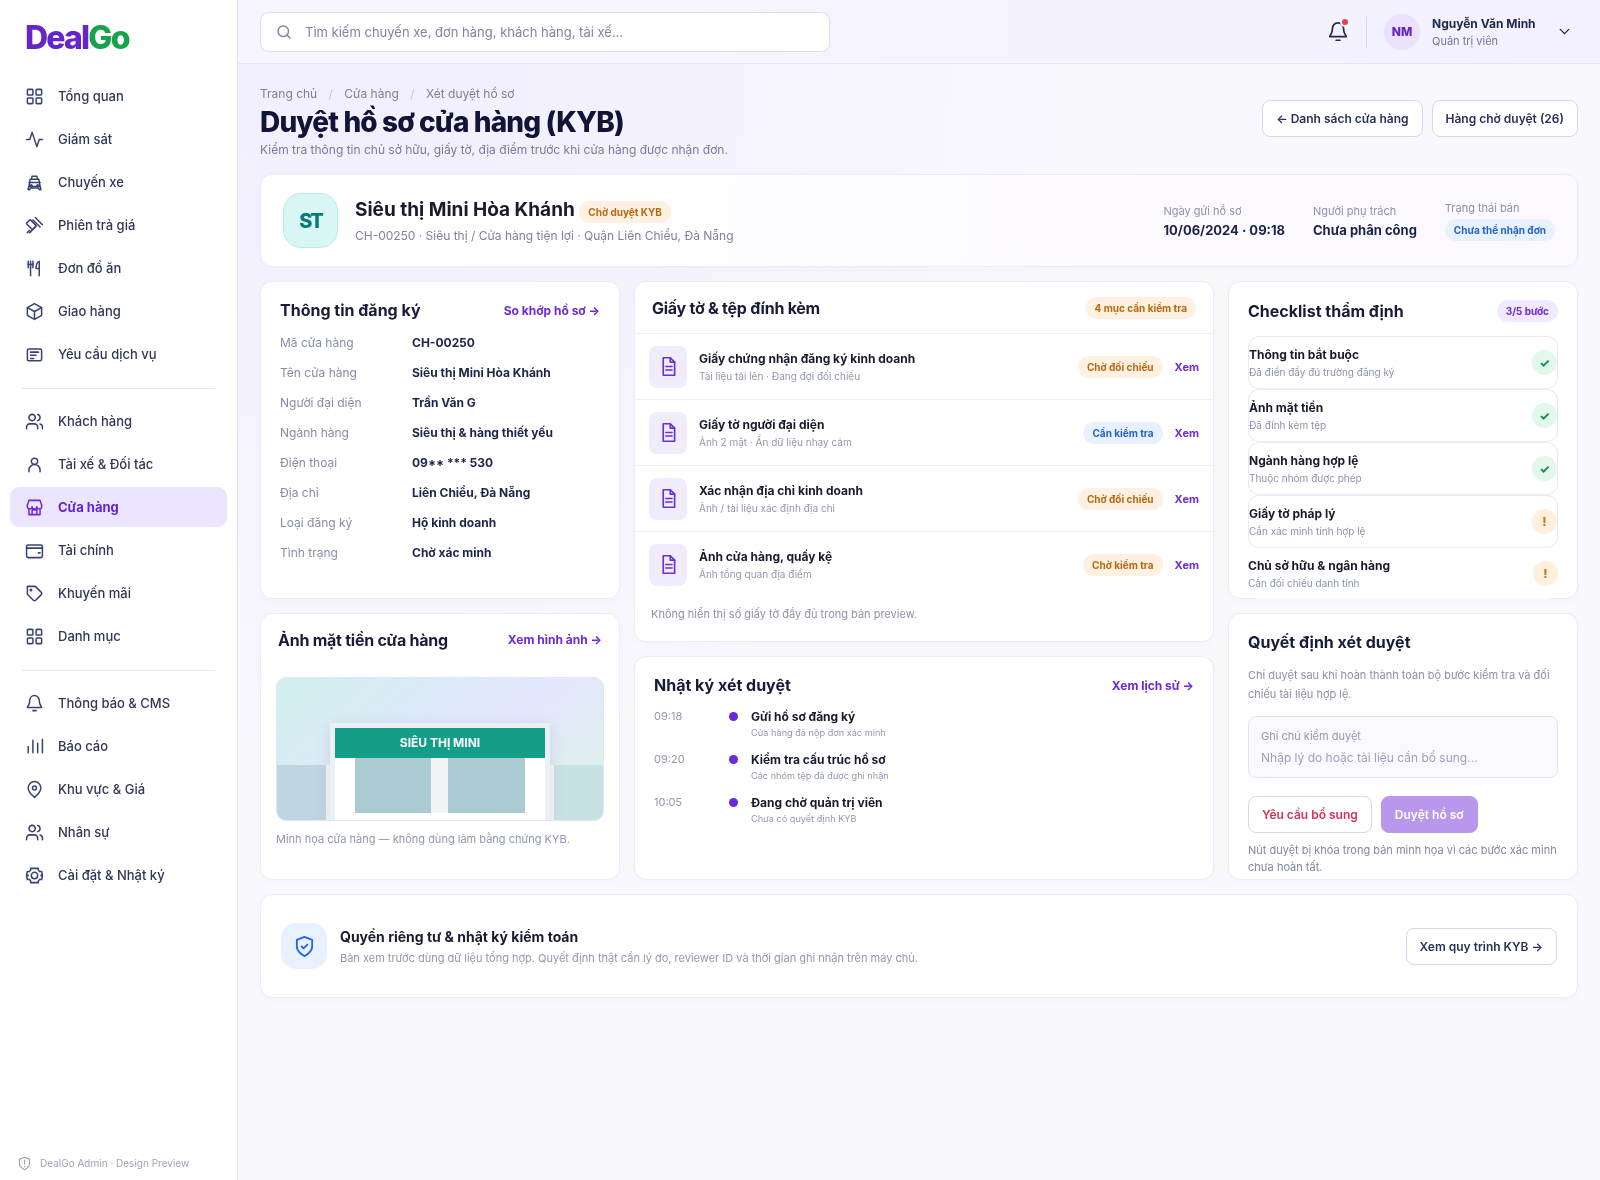 DealGo
Tìm kiếm chuyến xe, đơn hàng, khách hàng, tài xế...
NM
Nguyễn Văn Minh
Quản trị viên
Tổng quan
Giám sát
Chuyến xe
Phiên trả giá
Đơn đồ ăn
Giao hàng
Yêu cầu dịch vụ
Khách hàng
Tài xế & Đối tác
Cửa hàng
Tài chính
Khuyến mãi
Danh mục
Thông báo & CMS
Báo cáo
Khu vực & Giá
Nhân sự
Cài đặt & Nhật ký
DealGo Admin · Design Preview
Trang chủ / Cửa hàng / Xét duyệt hồ sơ
Duyệt hồ sơ cửa hàng (KYB)
Kiểm tra thông tin chủ sở hữu, giấy tờ, địa điểm trước khi cửa hàng được nhận đơn.
← Danh sách cửa hàng
Hàng chờ duyệt (26)
ST
Siêu thị Mini Hòa Khánh Chờ duyệt KYB
CH-00250 · Siêu thị / Cửa hàng tiện lợi · Quận Liên Chiểu, Đà Nẵng
Ngày gửi hồ sơ
10/06/2024 · 09:18
Người phụ trách
Chưa phân công
Trạng thái bán
Chưa thể nhận đơn
Thông tin đăng ký
So khớp hồ sơ →
Mã cửa hàng CH-00250
Tên cửa hàng Siêu thị Mini Hòa Khánh
Người đại diện Trần Văn G
Ngành hàng Siêu thị & hàng thiết yếu
Điện thoại 09** *** 530
Địa chỉ Liên Chiểu, Đà Nẵng
Loại đăng ký Hộ kinh doanh
Tình trạng Chờ xác minh
Giấy tờ & tệp đính kèm
4 mục cần kiểm tra
Giấy chứng nhận đăng ký kinh doanh
Tài liệu tải lên · Đang đợi đối chiếu
Chờ đối chiếu Xem
Giấy tờ người đại diện
Ảnh 2 mặt · Ẩn dữ liệu nhạy cảm
Cần kiểm tra Xem
Xác nhận địa chỉ kinh doanh
Ảnh / tài liệu xác định địa chỉ
Chờ đối chiếu Xem
Ảnh cửa hàng, quầy kệ
Ảnh tổng quan địa điểm
Chờ kiểm tra Xem
Không hiển thị số giấy tờ đầy đủ trong bản preview.
Checklist thẩm định
3/5 bước
Thông tin bắt buộc
Đã điền đầy đủ trường đăng ký
Ảnh mặt tiền
Đã đính kèm tệp
Ngành hàng hợp lệ
Thuộc nhóm được phép
Giấy tờ pháp lý
Cần xác minh tính hợp lệ
!
Chủ sở hữu & ngân hàng
Cần đối chiếu danh tính
!
Ảnh mặt tiền cửa hàng
Xem hình ảnh →
SIÊU THỊ MINI
Minh họa cửa hàng — không dùng làm bằng chứng KYB.
Nhật ký xét duyệt
Xem lịch sử →
09:18 Gửi hồ sơ đăng ký
Cửa hàng đã nộp đơn xác minh
09:20 Kiểm tra cấu trúc hồ sơ
Các nhóm tệp đã được ghi nhận
10:05 Đang chờ quản trị viên
Chưa có quyết định KYB
Quyết định xét duyệt
Chỉ duyệt sau khi hoàn thành toàn bộ bước kiểm tra và đối
chiếu tài liệu hợp lệ.
Ghi chú kiểm duyệt
Nhập lý do hoặc tài liệu cần bổ sung...
Yêu cầu bổ sung
Duyệt hồ sơ
Nút duyệt bị khóa trong bản minh họa vì các bước xác minh
chưa hoàn tất.
Quyền riêng tư & nhật ký kiểm toán
Bản xem trước dùng dữ liệu tổng hợp. Quyết định thật cần lý do, reviewer ID và thời gian ghi nhận trên máy chủ.
Xem quy trình KYB →